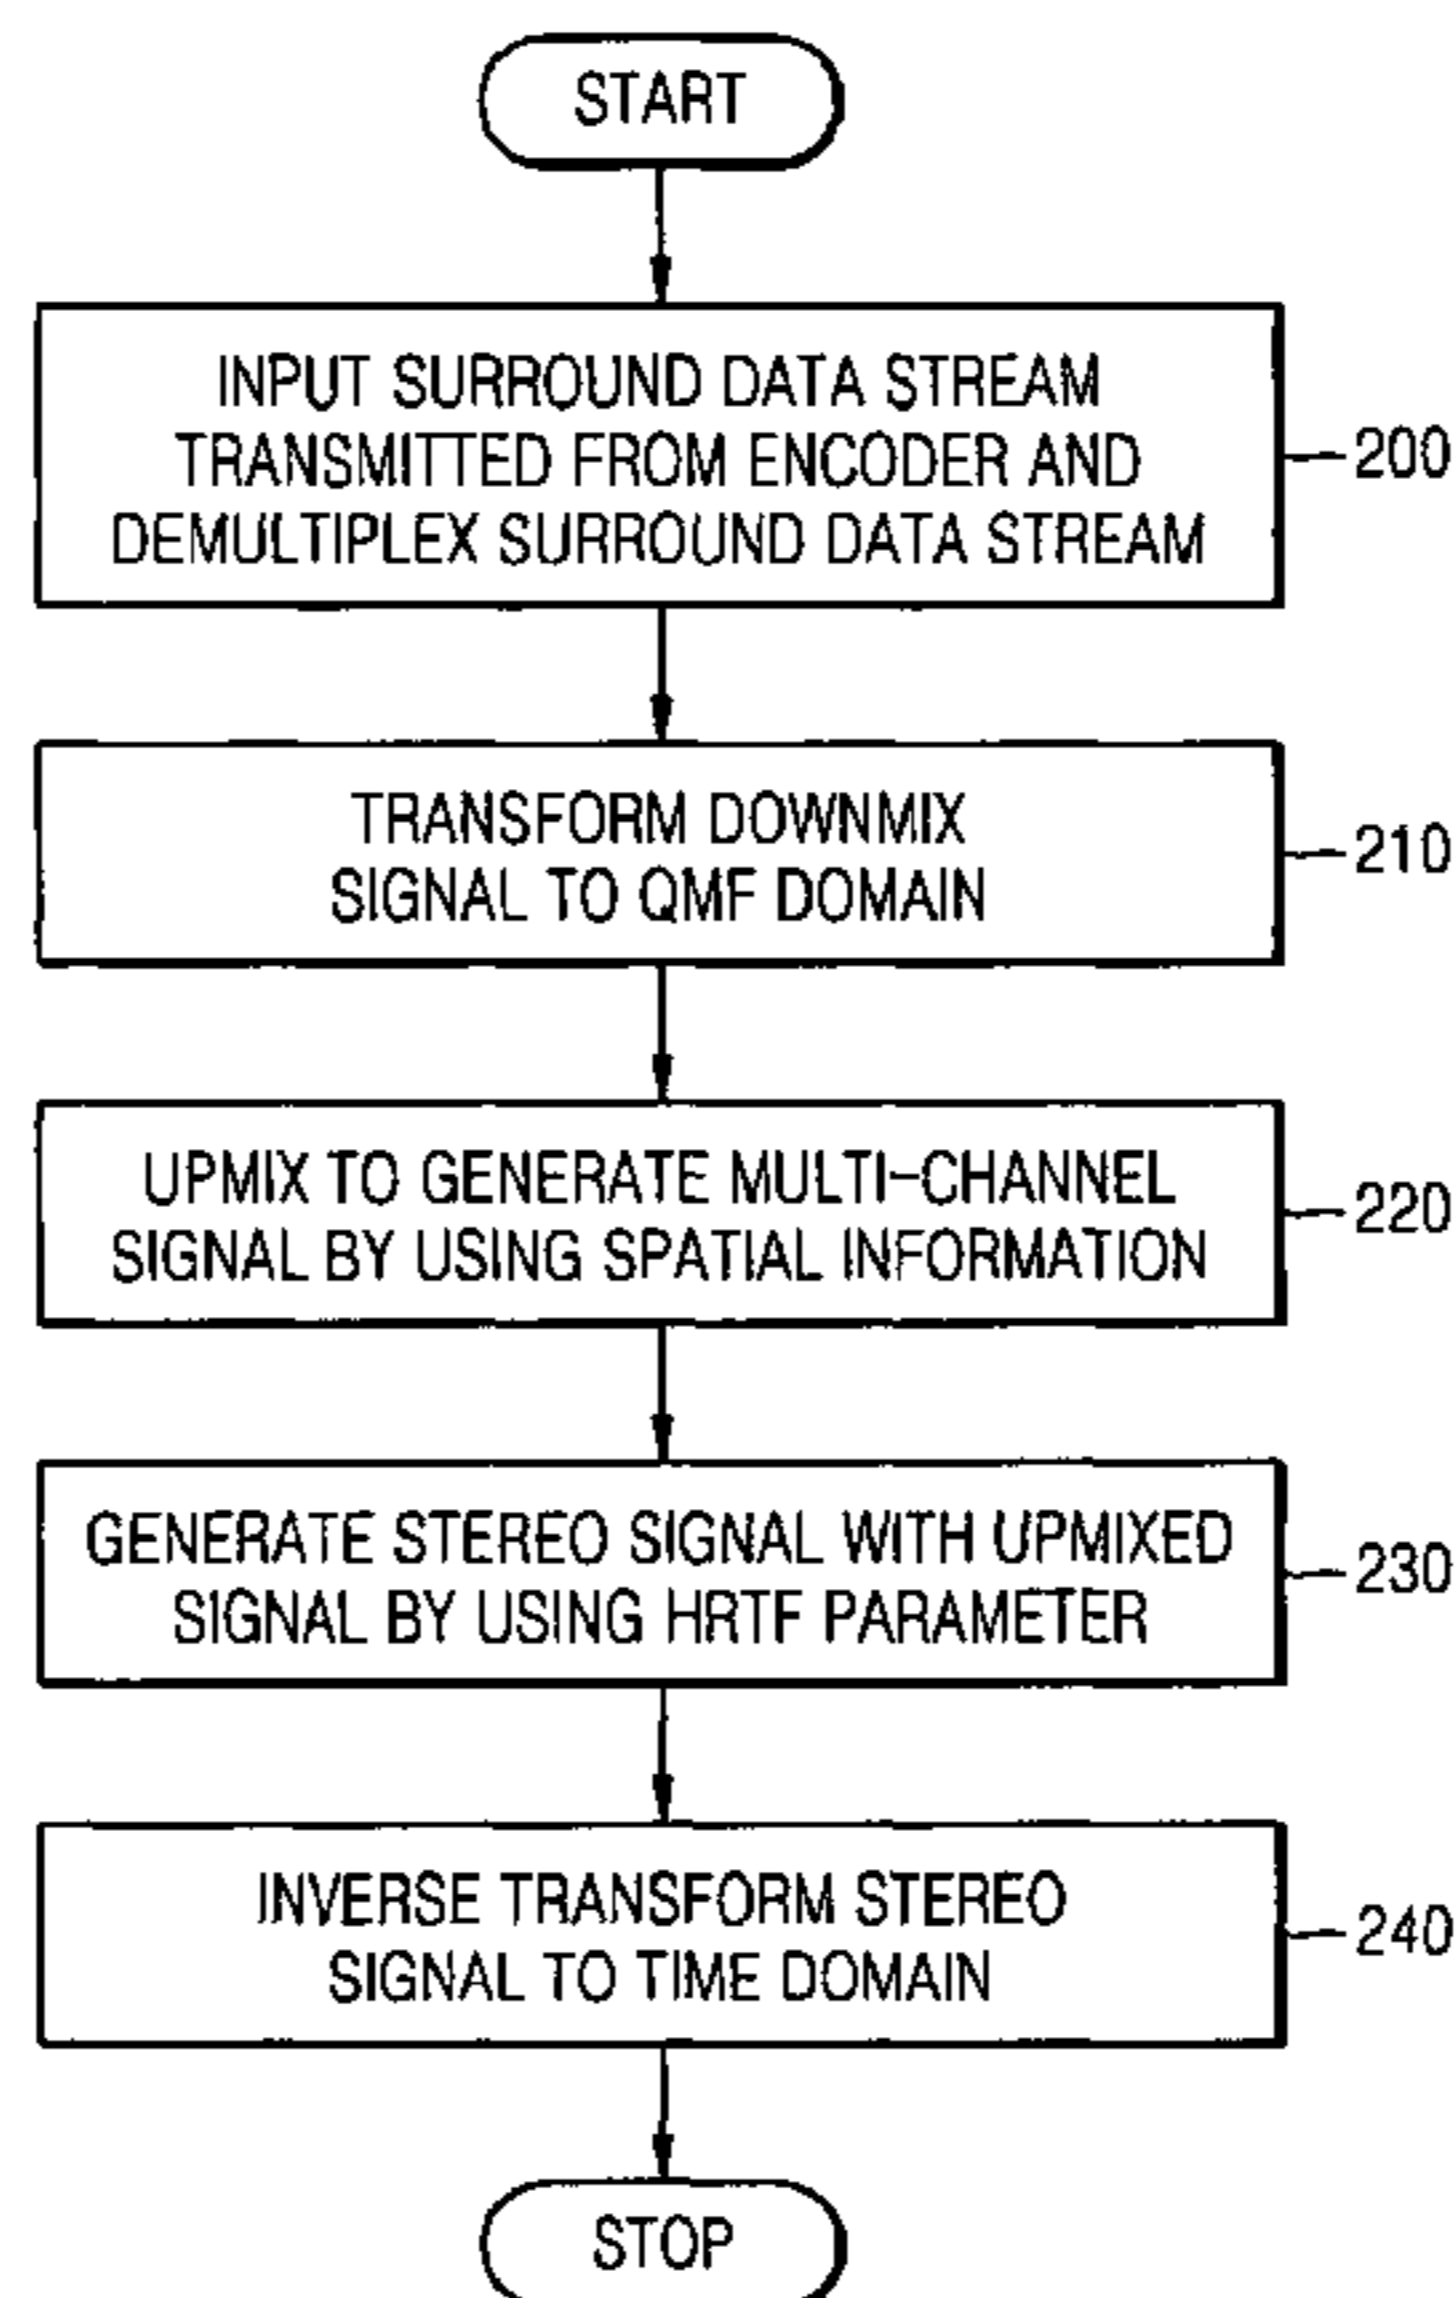 START
INPUT SURROUND DATA STREAM
TRANSMITTED FROM ENCODER AND
DEMULTIPLEX SURROUND DATA STREAM
200
TRANSFORM DOWNMIX
SIGNAL TO QMF DOMAIN
210
UPMIX TO GENERATE MULTI-CHANNEL
SIGNAL BY USING SPATIAL INFORMATION
220
GENERATE STEREO SIGNAL WITH UPMIXED
SIGNAL BY USING HRTF PARAMETER
230
INVERSE TRANSFORM STEREO
SIGNAL TO TIME DOMAIN
240
STOP